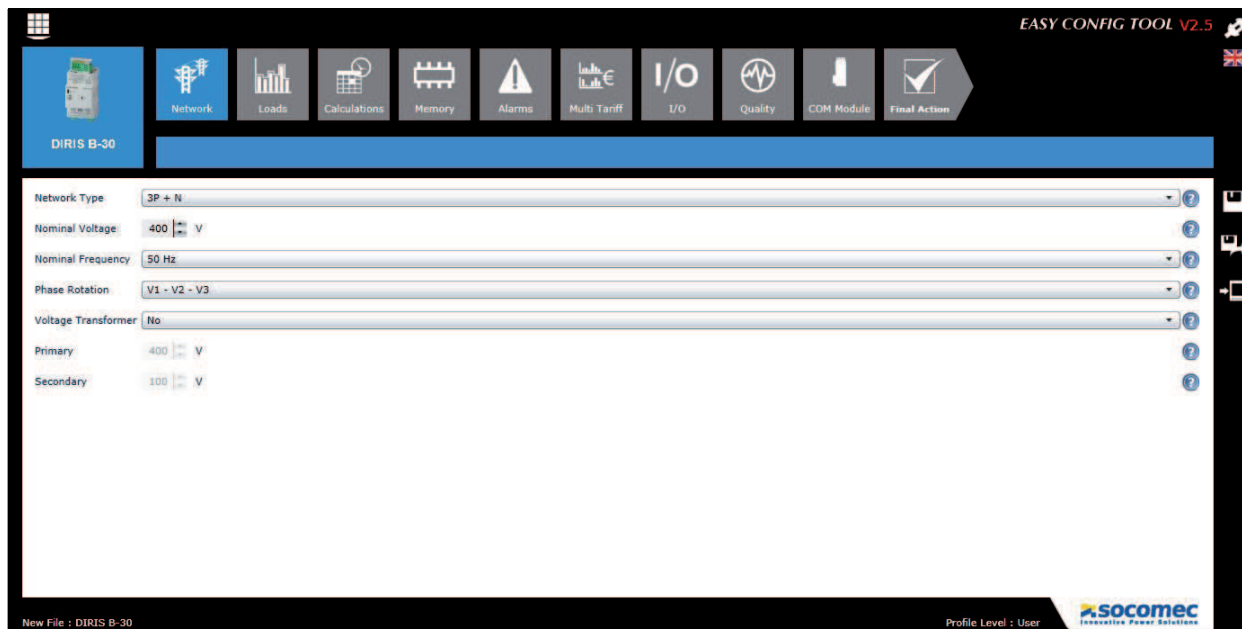 EASY CONFIG TOOL V2.5
Network
Loads
Calculations
Memory
Alarms
Multi Tariff
I/O
I/O
Quality
COM Module
Final Action
DIRIS B-30
Network Type 3P + N
Nominal Voltage 400 V
Nominal Frequency 50 Hz
Phase Rotation V1 - V2 - V3
Voltage Transformer No
Primary 400 V
Secondary 100 V
New File : DIRIS B-30
Profile Level : User
socomec
Innovative Power Solutions